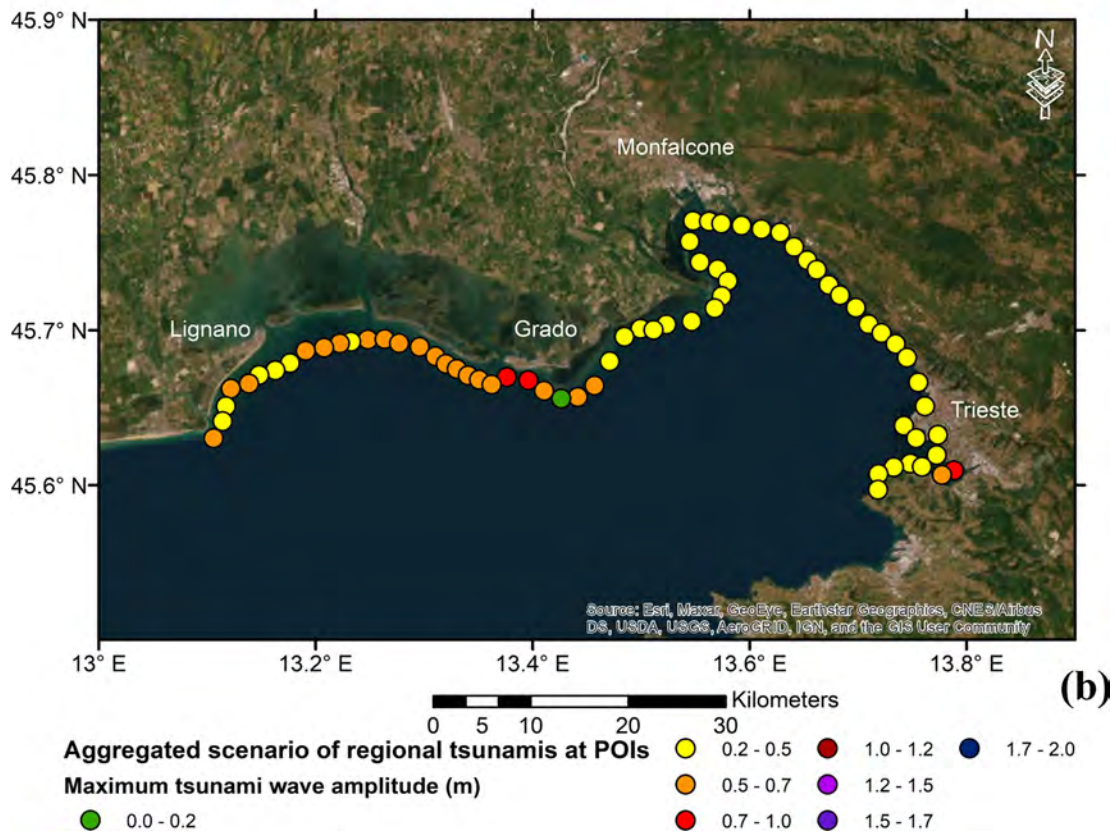 45.9° N
N
Monfalcone
45.8° N
Lignano
Grado
45.7° N
Trieste
45.6° N
Source: Esri, Maxar, GeoEye, Earthstar Geographics, CNES/Airbus
DS, USDA, USGS, AeroGRID, IGN, and the GIS User Community
13° E 13.2° E 13.4° E 13.6° E 13.8° E
(b)
Kilometers
0 5 10 20 30
Aggregated scenario of regional tsunamis at POIs
Maximum tsunami wave amplitude (m)
0.0 - 0.2
0.2 - 0.5
0.5 - 0.7
0.7 - 1.0
1.0 - 1.2
1.2 - 1.5
1.5 - 1.7
1.7 - 2.0